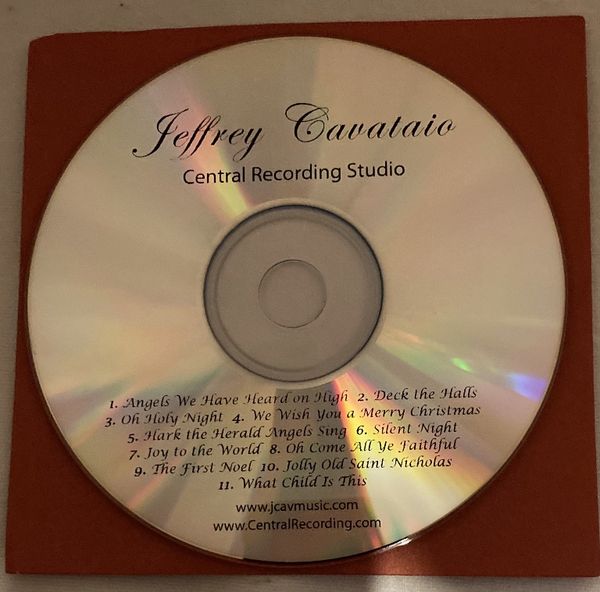 Jeffrey Cavataio
Central Recording Studio
1. Angels We Have Heard on High 2. Deck the Halls
3. Oh Holy Night 4. We Wish You a Merry Christmas
5. Hark the Herald Angels Sing 6. Silent Night
7. Joy to the World 8. Oh Come All Ye Faithful
9. The First Noel 10. Jolly Old Saint Nicholas
11. What Child Is This
www.jcavmusic.com
www.CentralRecording.com